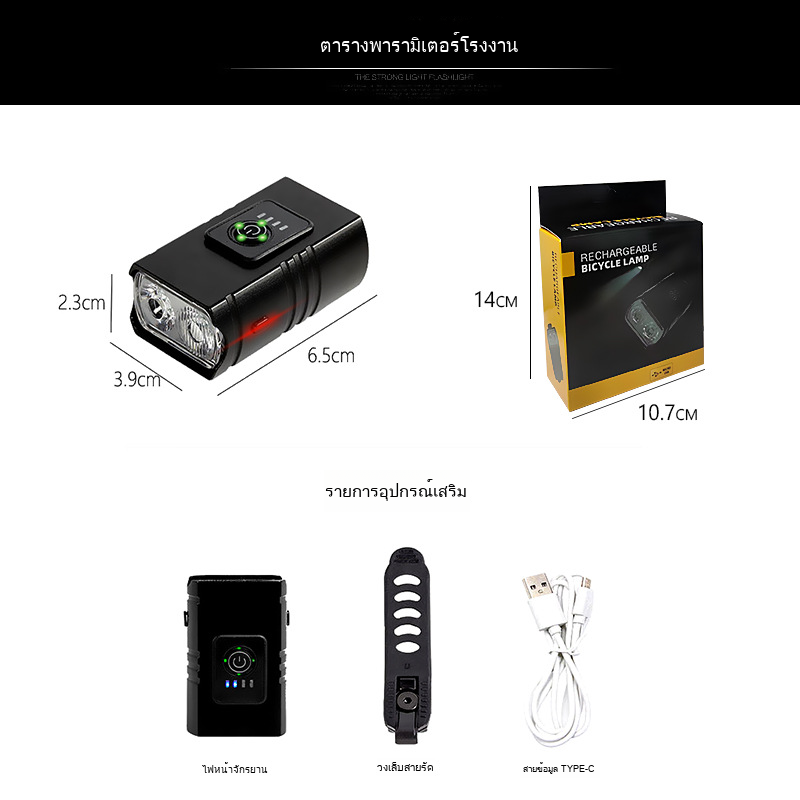 ตารางพารามิเตอร์โรงงาน
THE STRONG LIGHT FLASHLIGHT
2.3cm
3.9cm
6.5cm
14CM
RECHARGEABLE
RECHARGEABLE
BICYCLE LAMP
10.7CM
รายการอุปกรณ์เสริม
ไฟหน้าจักรยาน
วงเล็บสายรัด
สายข้อมูล TYPE-C